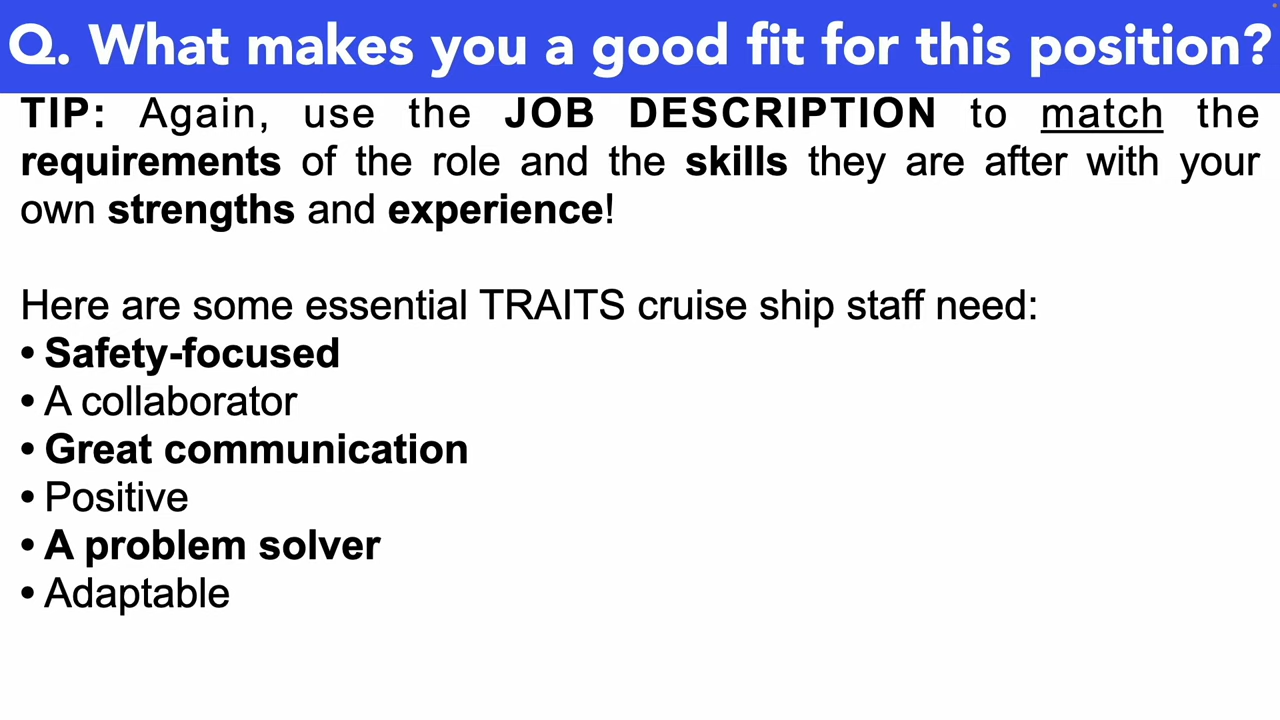 Q. What makes you a good fit for this position?
TIP: Again, use the JOB DESCRIPTION to match the
requirements of the role and the skills they are after with your
own strengths and experience!
Here are some essential TRAITS cruise ship staff need:
• Safety-focused
• A collaborator
• Great communication
• Positive
• A problem solver
• Adaptable